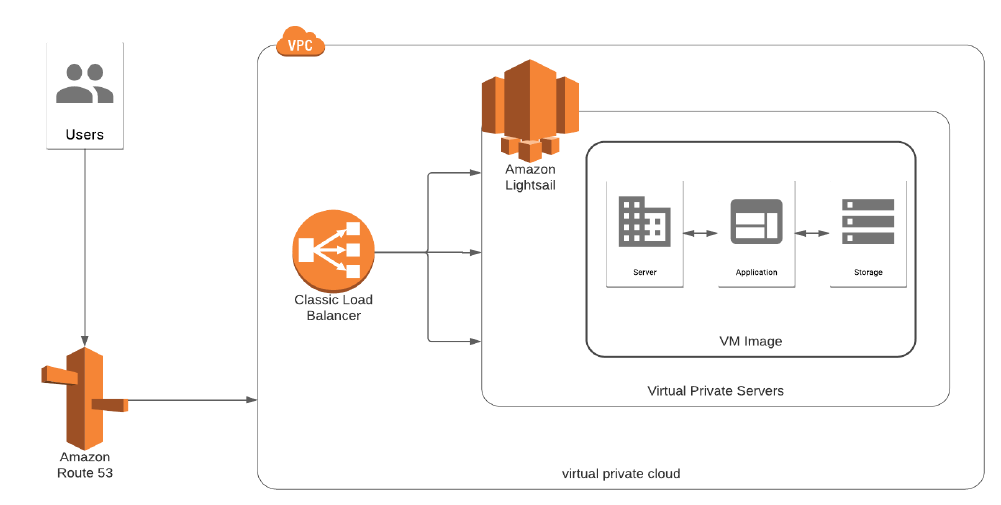 VPC
Users
Amazon
Lightsail
Server
Application
Storage
Classic Load
Balancer
VM Image
Virtual Private Servers
Amazon
Route 53
virtual private cloud